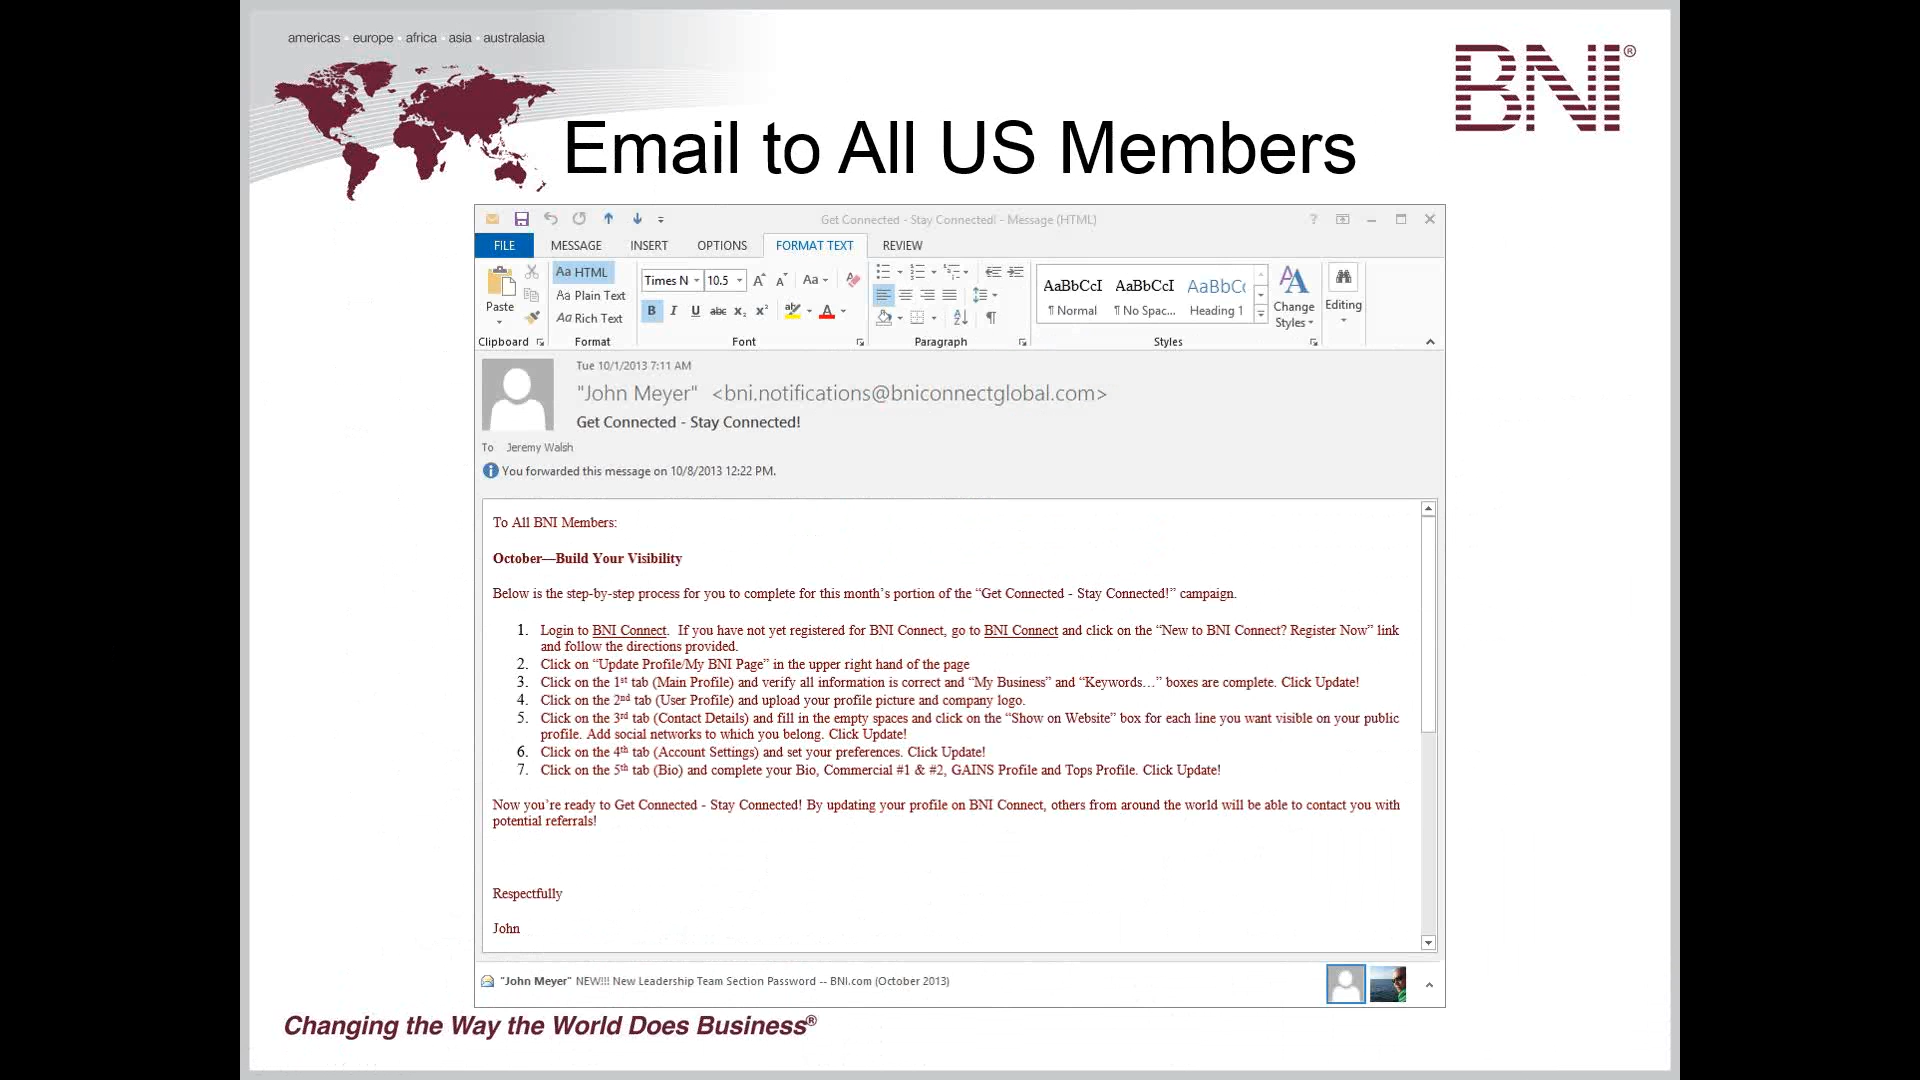 americas · europe · africa · asia · australasia
BNI®
Email to All US Members
Get Connected - Stay Connected! - Message (HTML)
?
FILE MESSAGE INSERT OPTIONS FORMAT TEXT REVIEW
Paste
Clipboard
Aa HTML
Aa Plain Text
Aa Rich Text
Format
Times N 10.5 A A Aa
B I U abc x₂ x² ab A
Font
A Z ¶
Paragraph
AaBbCcI AaBbCcI AaBbC
¶ Normal ¶ No Spac... Heading 1
Styles
A A
Change
Styles
Editing
Tue 10/1/2013 7:11 AM
"John Meyer" <bni.notifications@bniconnectglobal.com>
Get Connected - Stay Connected!
To Jeremy Walsh
i You forwarded this message on 10/8/2013 12:22 PM.
To All BNI Members:
October—Build Your Visibility
Below is the step-by-step process for you to complete for this month’s portion of the “Get Connected - Stay Connected!” campaign.
1. Login to BNI Connect. If you have not yet registered for BNI Connect, go to BNI Connect and click on the “New to BNI Connect? Register Now” link
and follow the directions provided.
2. Click on “Update Profile/My BNI Page” in the upper right hand of the page
3. Click on the 1st tab (Main Profile) and verify all information is correct and “My Business” and “Keywords…” boxes are complete. Click Update!
4. Click on the 2nd tab (User Profile) and upload your profile picture and company logo.
5. Click on the 3rd tab (Contact Details) and fill in the empty spaces and click on the “Show on Website” box for each line you want visible on your public
profile. Add social networks to which you belong. Click Update!
6. Click on the 4th tab (Account Settings) and set your preferences. Click Update!
7. Click on the 5th tab (Bio) and complete your Bio, Commercial #1 & #2, GAINS Profile and Tops Profile. Click Update!
Now you’re ready to Get Connected - Stay Connected! By updating your profile on BNI Connect, others from around the world will be able to contact you with
potential referrals!
Respectfully
John
"John Meyer" NEW!!! New Leadership Team Section Password -- BNI.com (October 2013)
Changing the Way the World Does Business®